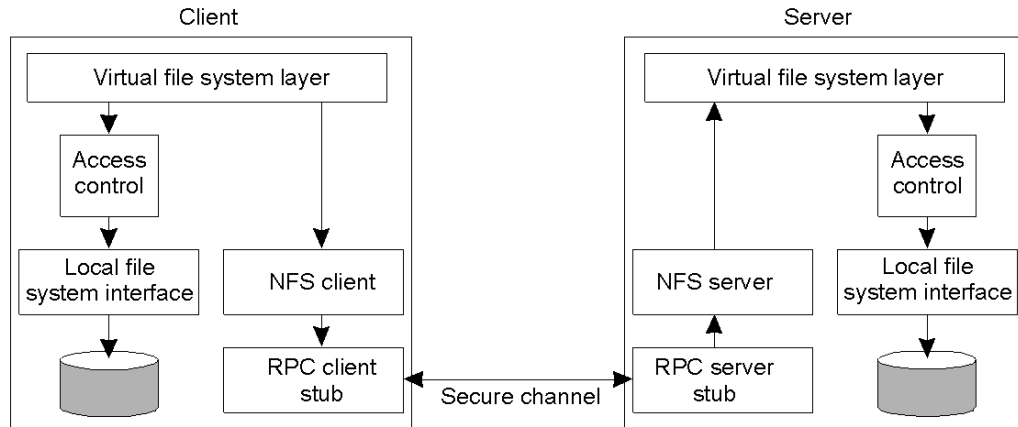 Client
Server
Virtual file system layer
Virtual file system layer
Access
control
Access
control
Local file
system interface
NFS client
NFS server
Local file
system interface
RPC client
stub
Secure channel
RPC server
stub